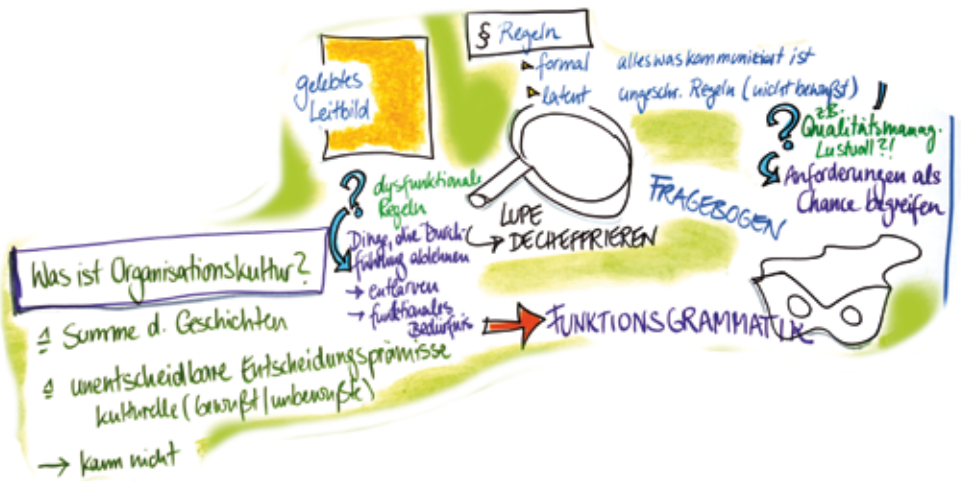 § Regeln
▸ formal alles was kommuniziert ist
▸ latent ungeschr. Regeln (nicht bewußt)
gelebtes
Leitbild
? dysfunktionale
Regeln
Dinge, die Durch-
führung ablehnen
→ entlarven
→ funktionales
Bedürfnis
LUPE
→ DECHEFFRIEREN
FRAGEBOGEN
? z.B.
Qualitätsmanag.
Lustvoll?!
Anforderungen als
Chance begreifen
FUNKTIONSGRAMMATIK
Was ist Organisationskultur?
≙ Summe d. Geschichten
≙ unentscheidbare Entscheidungsprämisse
kulturelle (bewußt/unbewußte)
→ kann nicht